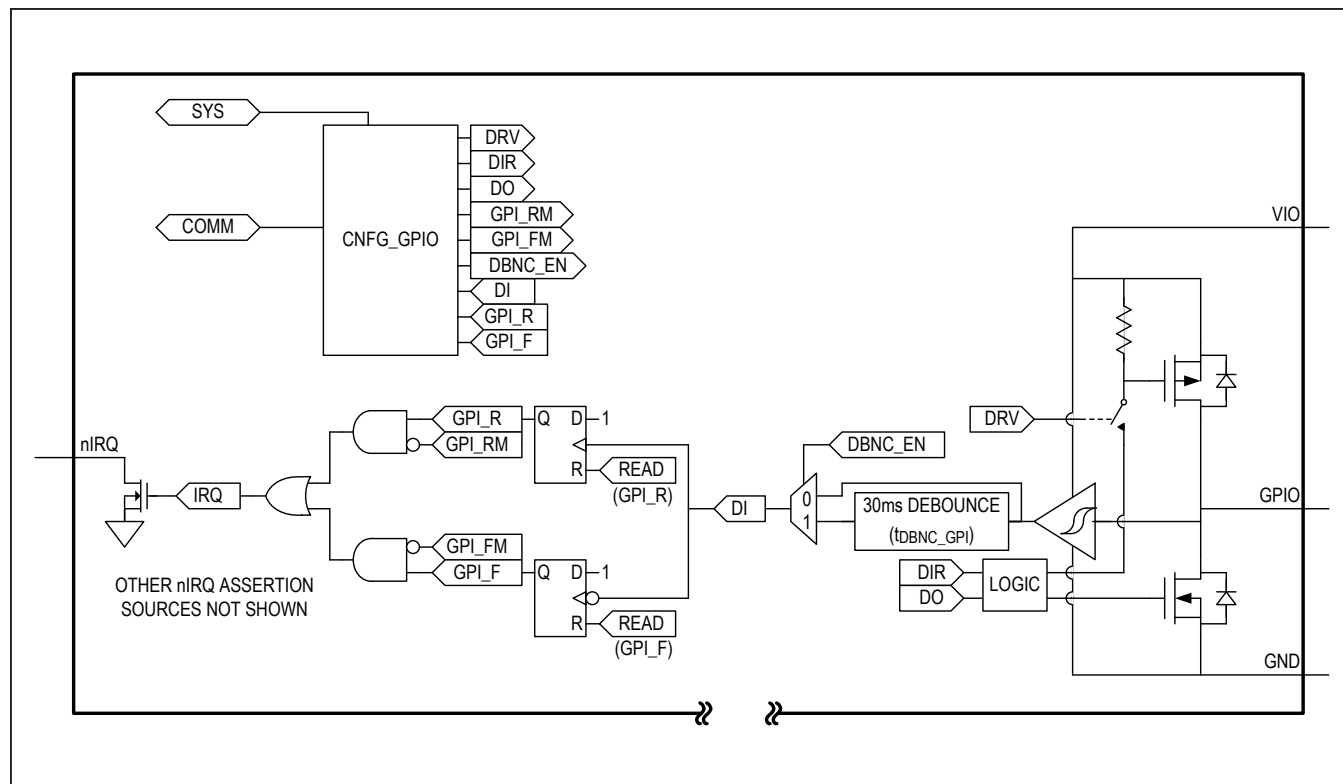 SYS
COMM
CNFG_GPIO
DRV
DIR
DO
GPI_RM
GPI_FM
DBNC_EN
DI
GPI_R
GPI_F
VIO
DRV
GPI_R
Q
D
1
GPI_RM
R
READ
(GPI_R)
DBNC_EN
nIRQ
IRQ
DI
0
1
30ms DEBOUNCE
(tDBNC_GPI)
GPIO
GPI_FM
GPI_F
Q
D
1
R
READ
(GPI_F)
DIR
DO
LOGIC
OTHER nIRQ ASSERTION
SOURCES NOT SHOWN
GND